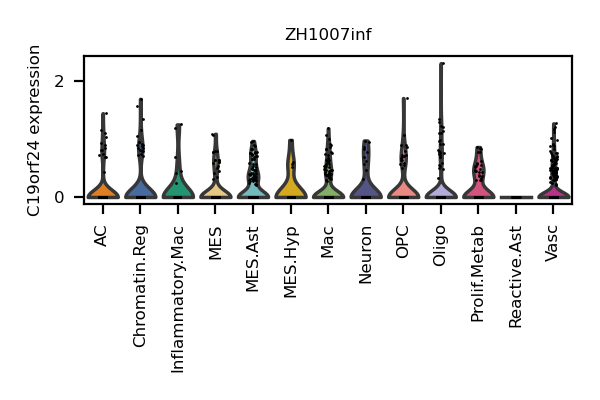 ZH1007inf
C19orf24 expression
2
0
AC
Chromatin.Reg
Inflammatory.Mac
MES
MES.Ast
MES.Hyp
Mac
Neuron
OPC
Oligo
Prolif.Metab
Reactive.Ast
Vasc